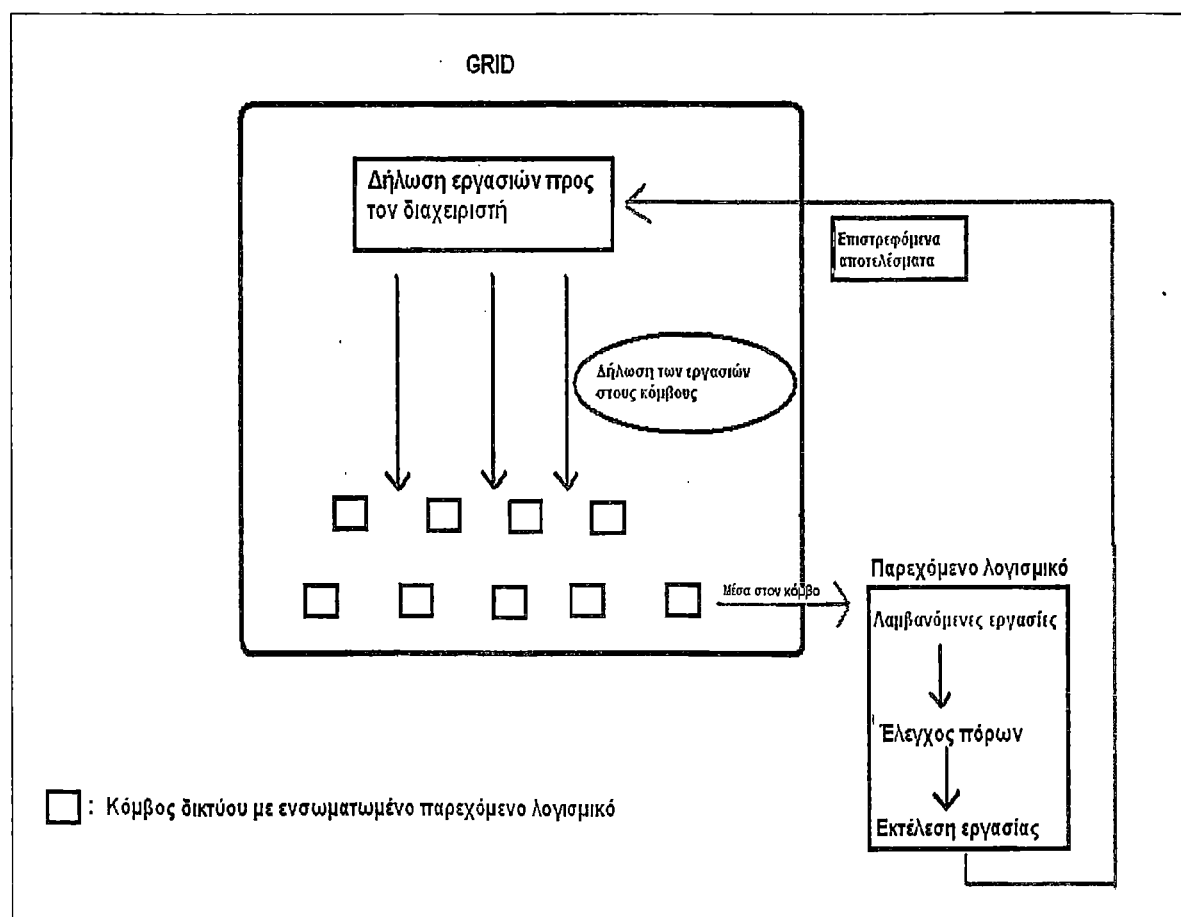 GRID
Δήλωση εργασιών προς
τον διαχειριστή
Επιστρεφόμενα
αποτελέσματα
Δήλωση των εργασιών
στους κόμβους
Μέσα στον κόμβο
Παρεχόμενο λογισμικό
Λαμβανόμενες εργασίες
Έλεγχος πόρων
Εκτέλεση εργασίας
: Κόμβος δικτύου με ενσωματωμένο παρεχόμενο λογισμικό